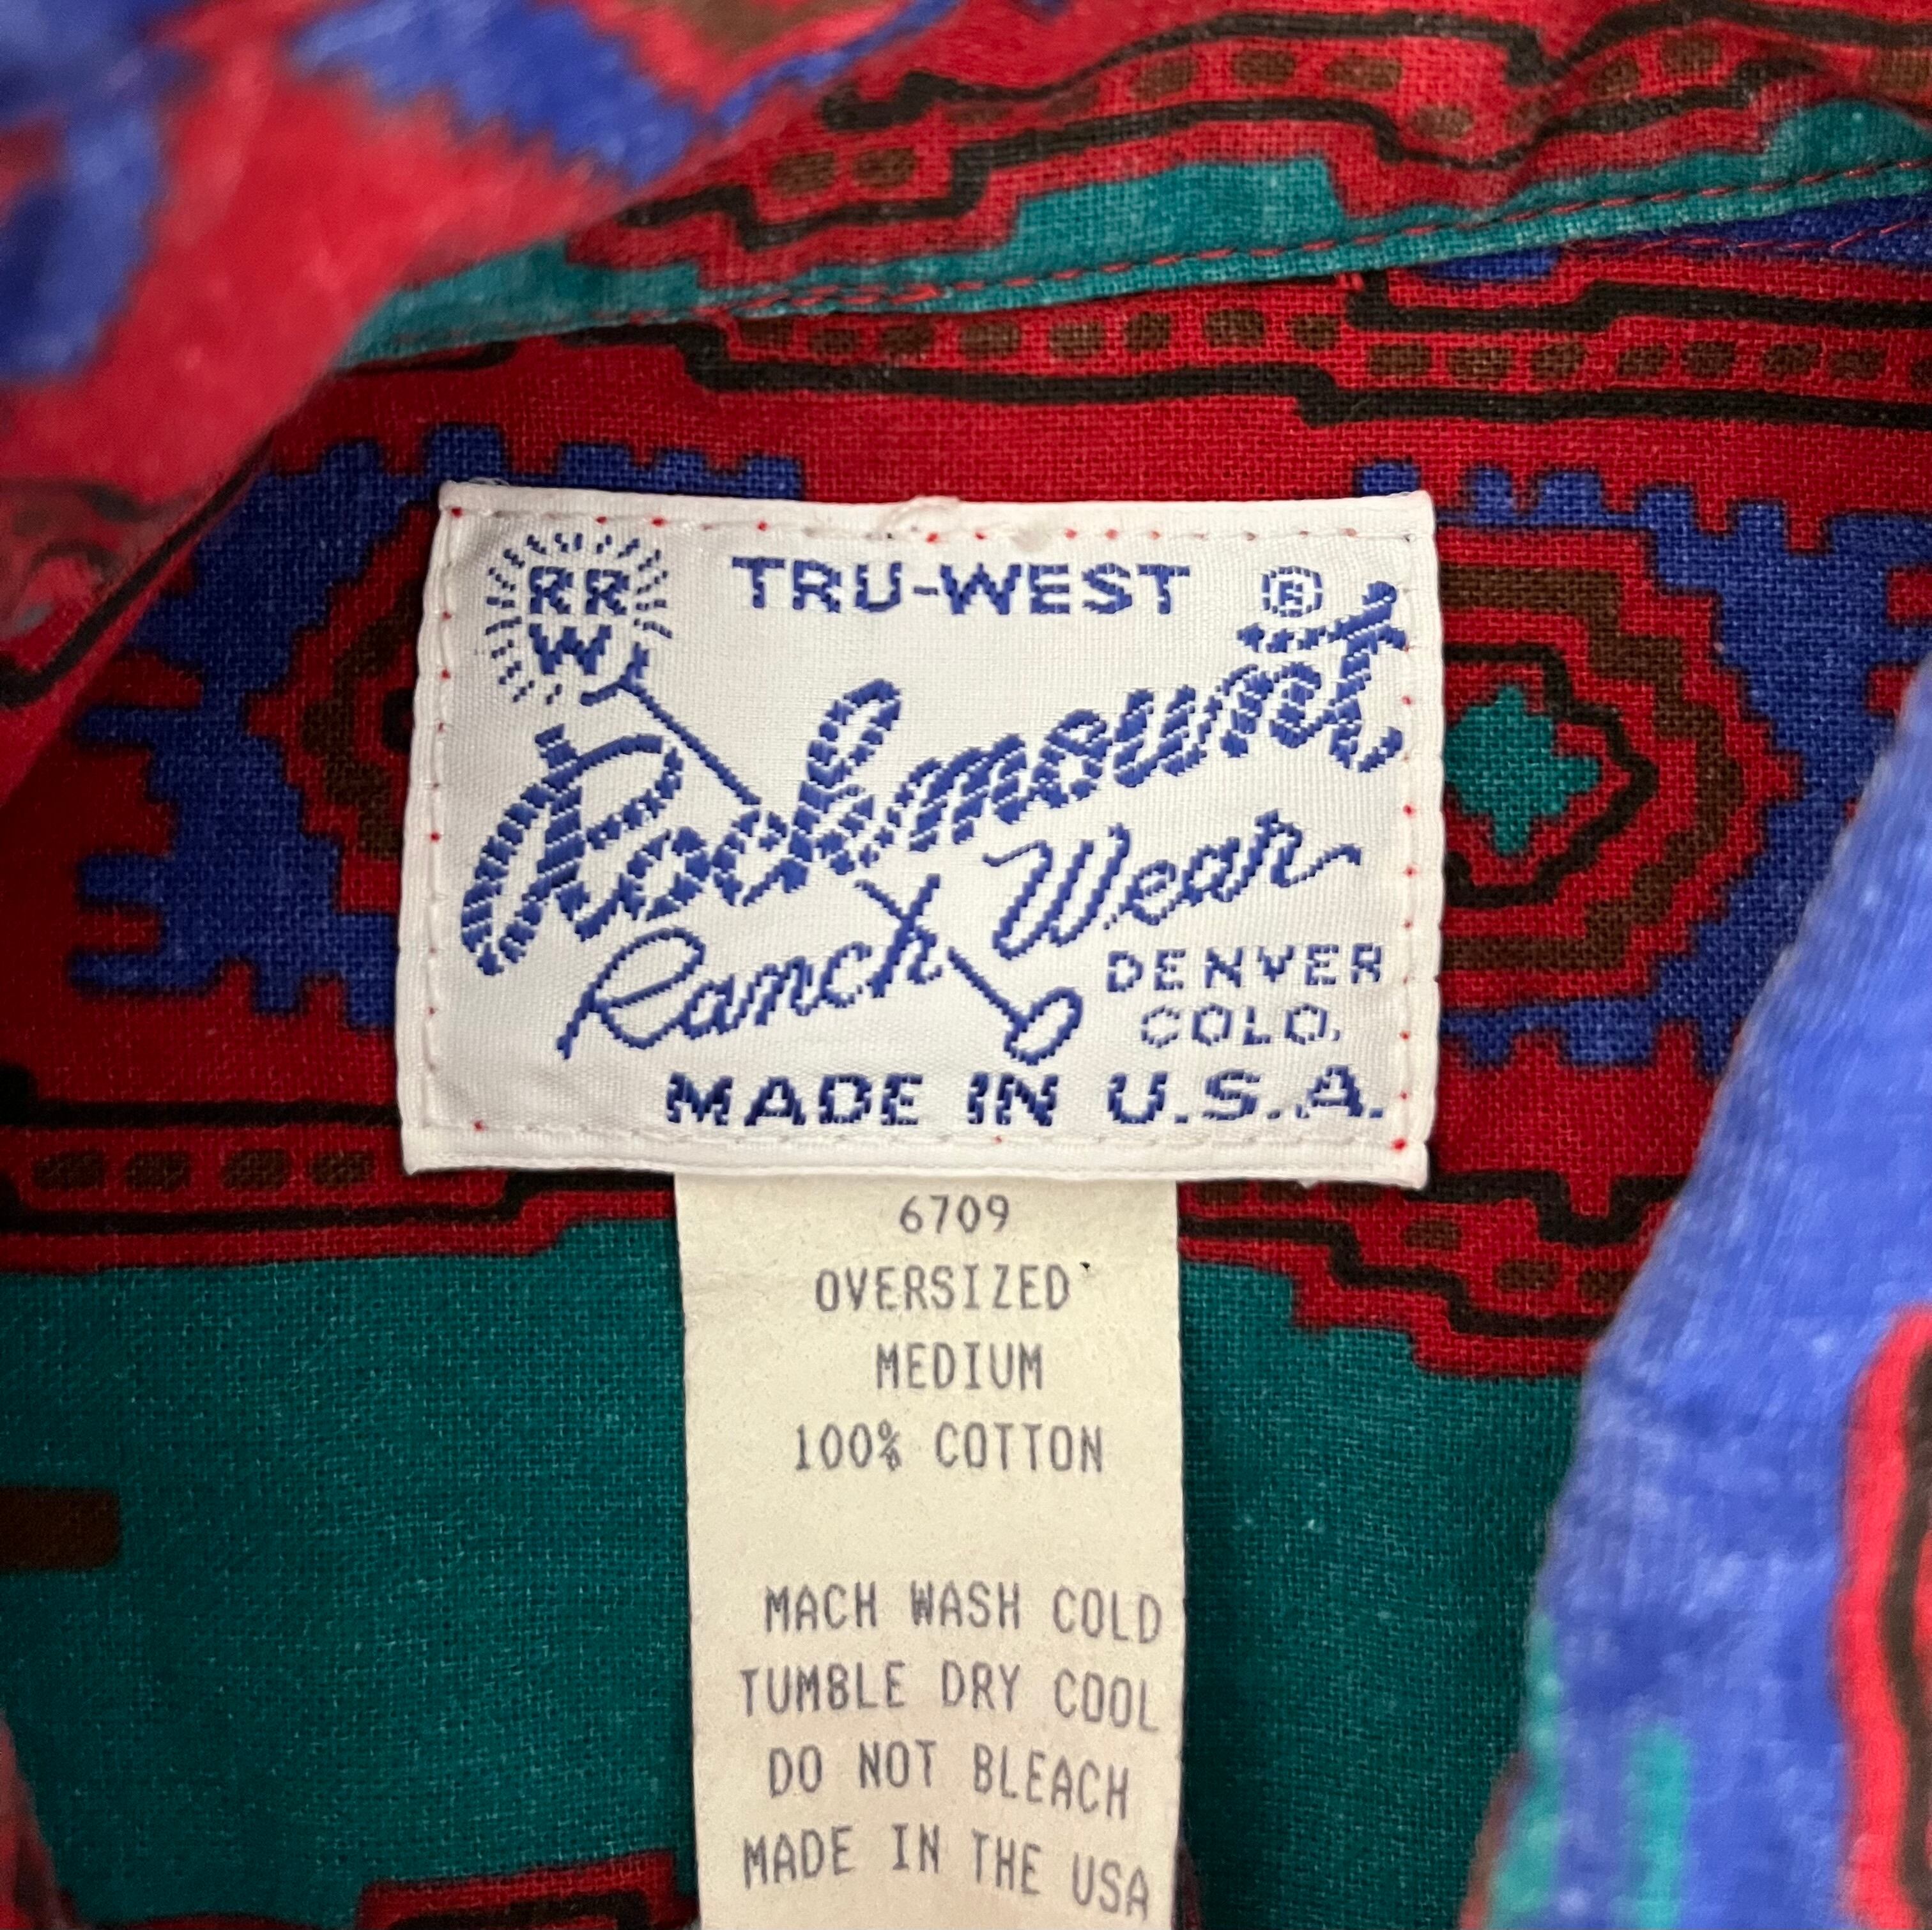 RR
W
TRU-WEST ®
Rockmount
Ranch Wear
DENVER
COLO.
MADE IN U.S.A.
6709
OVERSIZED
MEDIUM
100% COTTON
MACH WASH COLD
TUMBLE DRY COOL
DO NOT BLEACH
MADE IN THE USA